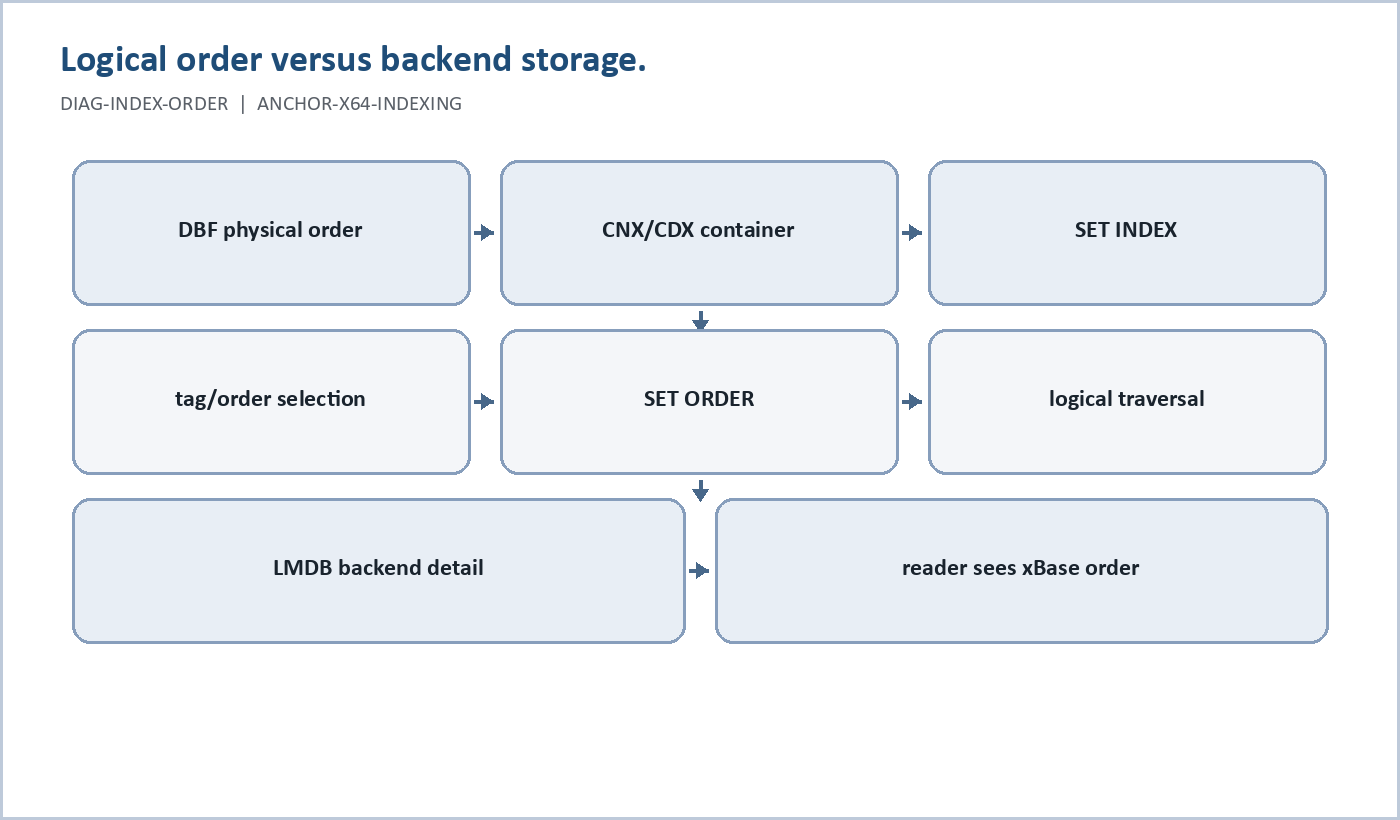 Logical order versus backend storage.
DIAG-INDEX-ORDER | ANCHOR-X64-INDEXING
DBF physical order
CNX/CDX container
SET INDEX
tag/order selection
SET ORDER
logical traversal
LMDB backend detail
reader sees xBase order